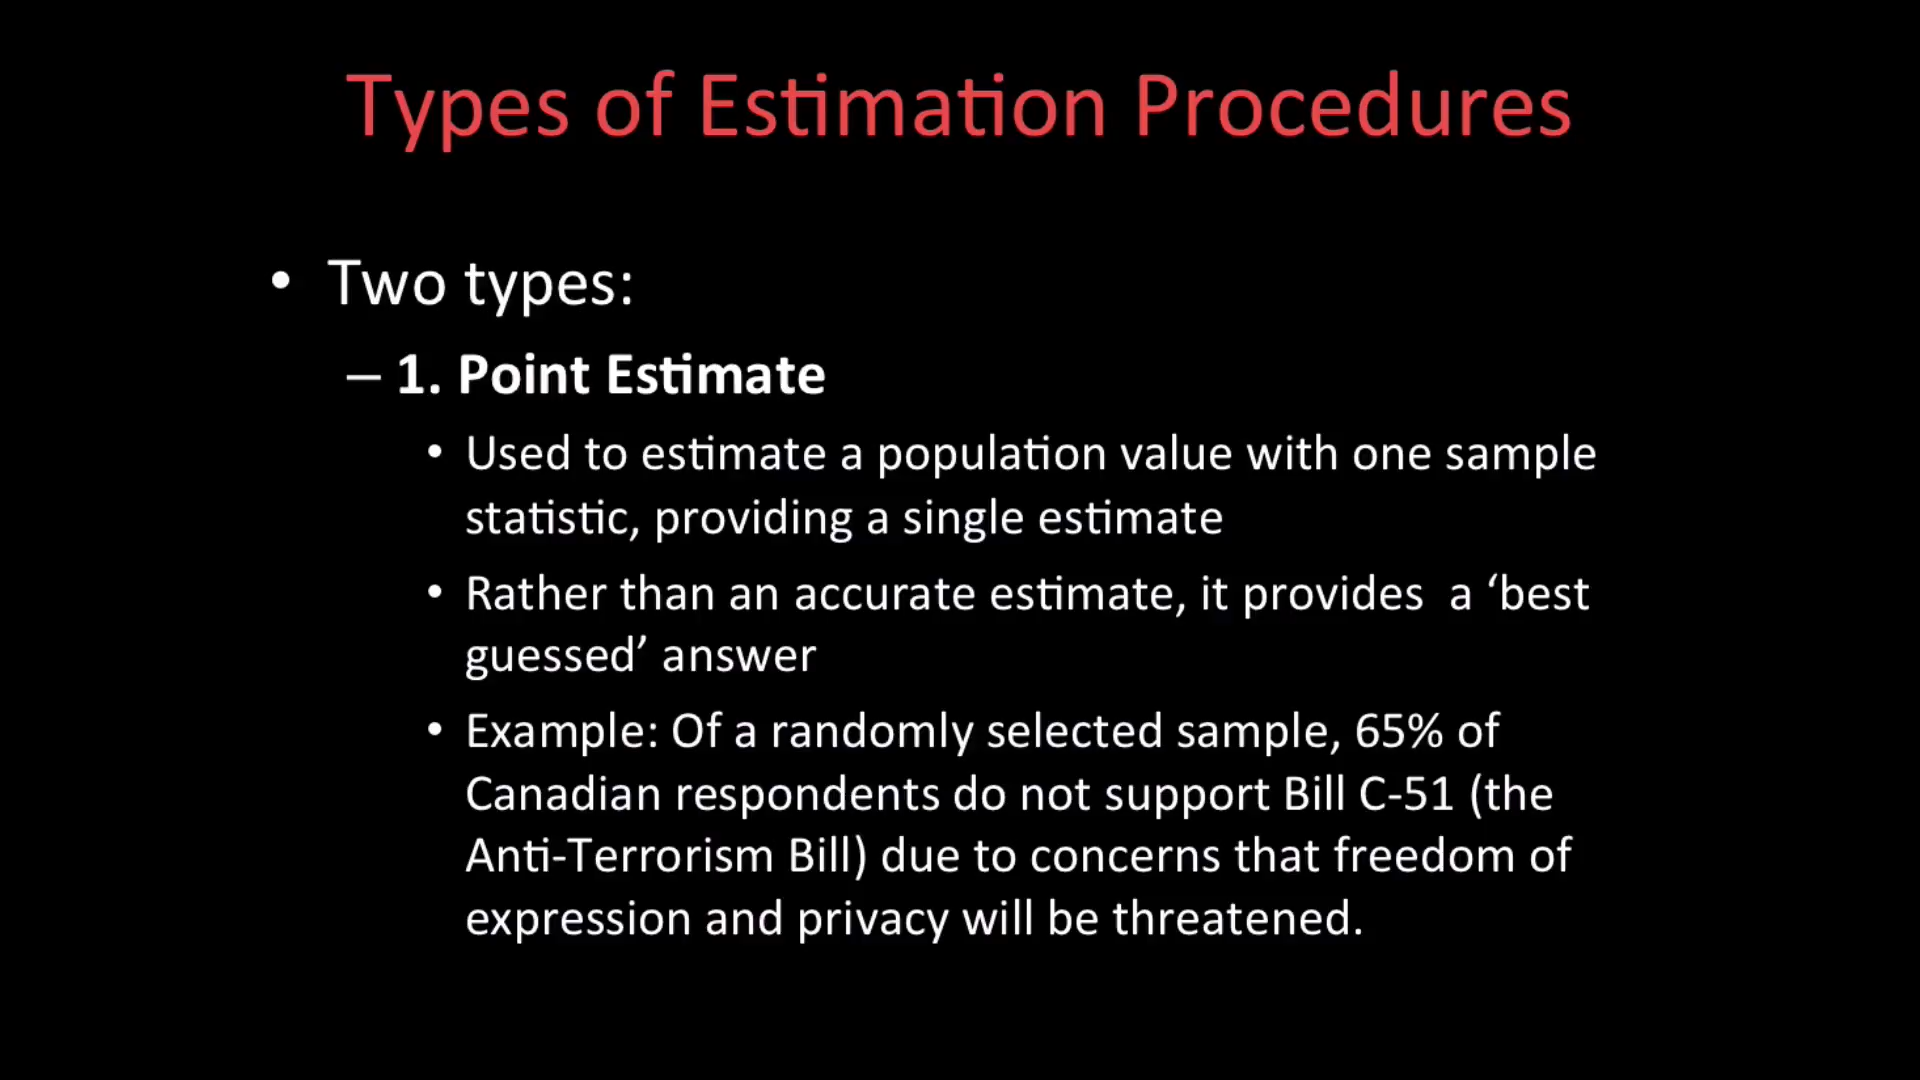 Types of Estimation Procedures
• Two types:
– 1. Point Estimate
• Used to estimate a population value with one sample
statistic, providing a single estimate
• Rather than an accurate estimate, it provides  a ‘best
guessed’ answer
• Example: Of a randomly selected sample, 65% of
Canadian respondents do not support Bill C-51 (the
Anti-Terrorism Bill) due to concerns that freedom of
expression and privacy will be threatened.